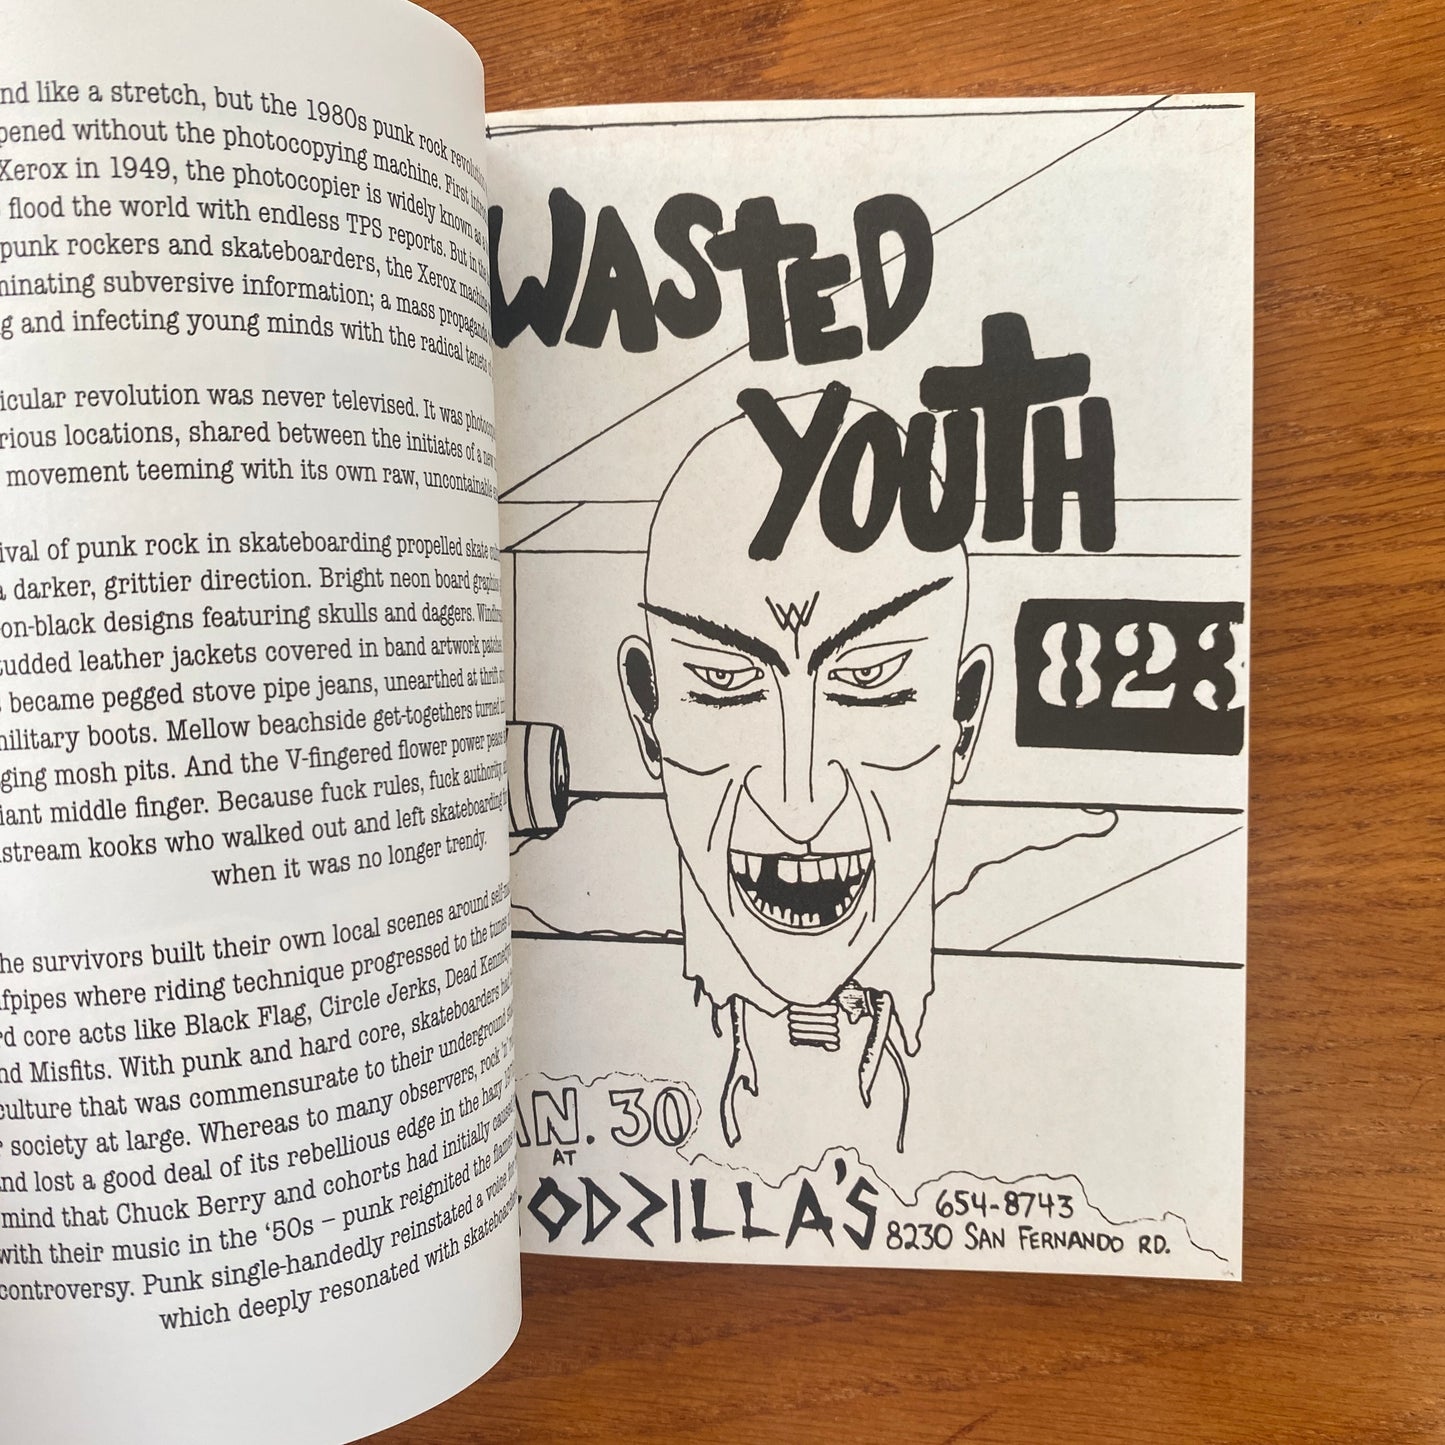 nd like a stretch, but the 1980s punk rock
pened without the photocopying machine. First
Xerox in 1949, the photocopier is widely known as a
flood the world with endless TPS reports. But in the
punk rockers and skateboarders, the Xerox machine
minating subversive information; a mass propaganda
g and infecting young minds with the radical tenets
icular revolution was never televised. It was
rious locations, shared between the initiates of a new
movement teeming with its own raw, uncontainable
ival of punk rock in skateboarding propelled skate
a darker, grittier direction. Bright neon board
-on-black designs featuring skulls and daggers.
tudded leather jackets covered in band artwork
became pegged stove pipe jeans, unearthed at thrift
military boots. Mellow beachside get-togethers turned
ging mosh pits. And the V-fingered flower power
iant middle finger. Because fuck rules, fuck authority,
stream kooks who walked out and left skateboarding
when it was no longer trendy.
he survivors built their own local scenes around
fpipes where riding technique progressed to the tunes
rd core acts like Black Flag, Circle Jerks, Dead
nd Misfits. With punk and hard core, skateboarders had
culture that was commensurate to their underground
society at large. Whereas to many observers, rock 'n'
nd lost a good deal of its rebellious edge in the hazy
mind that Chuck Berry and cohorts had initially caused
with their music in the '50s – punk reignited the
controversy. Punk single-handedly reinstated a voice
which deeply resonated with
WASTED
YOUTH
823
AN. 30
AT
ODZILLA'S
654-8743
8230 SAN FERNANDO RD.